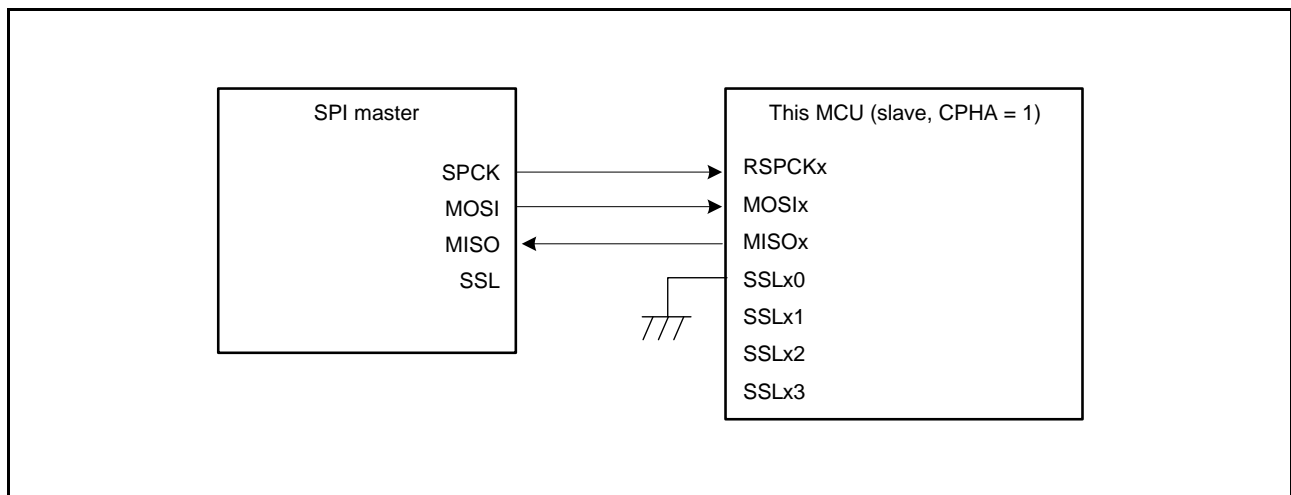 SPI master
SPCK
MOSI
MISO
SSL
This MCU (slave, CPHA = 1)
RSPCKx
MOSIx
MISOx
SSLx0
SSLx1
SSLx2
SSLx3